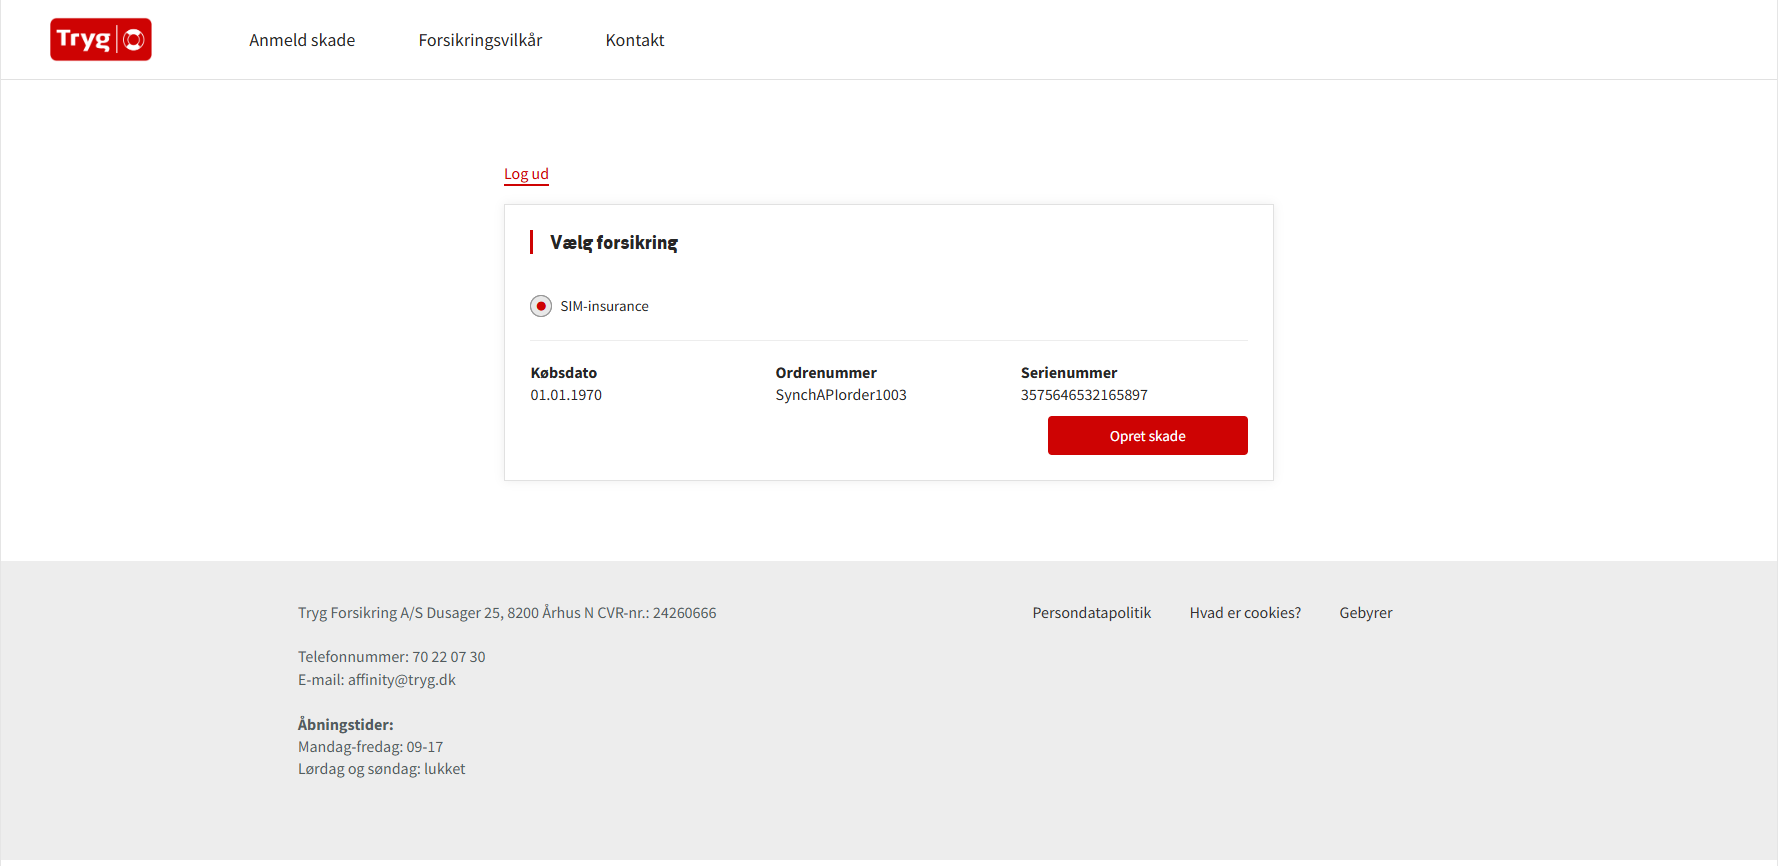 Tryg
Anmeld skade
Forsikringsvilkår
Kontakt
Log ud
Vælg forsikring
SIM-insurance
Købsdato
01.01.1970
Ordrenummer
SynchAPIorder1003
Serienummer
3575646532165897
Opret skade
Tryg Forsikring A/S Dusager 25, 8200 Århus N CVR-nr.: 24260666
Telefonnummer: 70 22 07 30
E-mail: affinity@tryg.dk
Åbningstider:
Mandag-fredag: 09-17
Lørdag og søndag: lukket
Persondatapolitik
Hvad er cookies?
Gebyrer